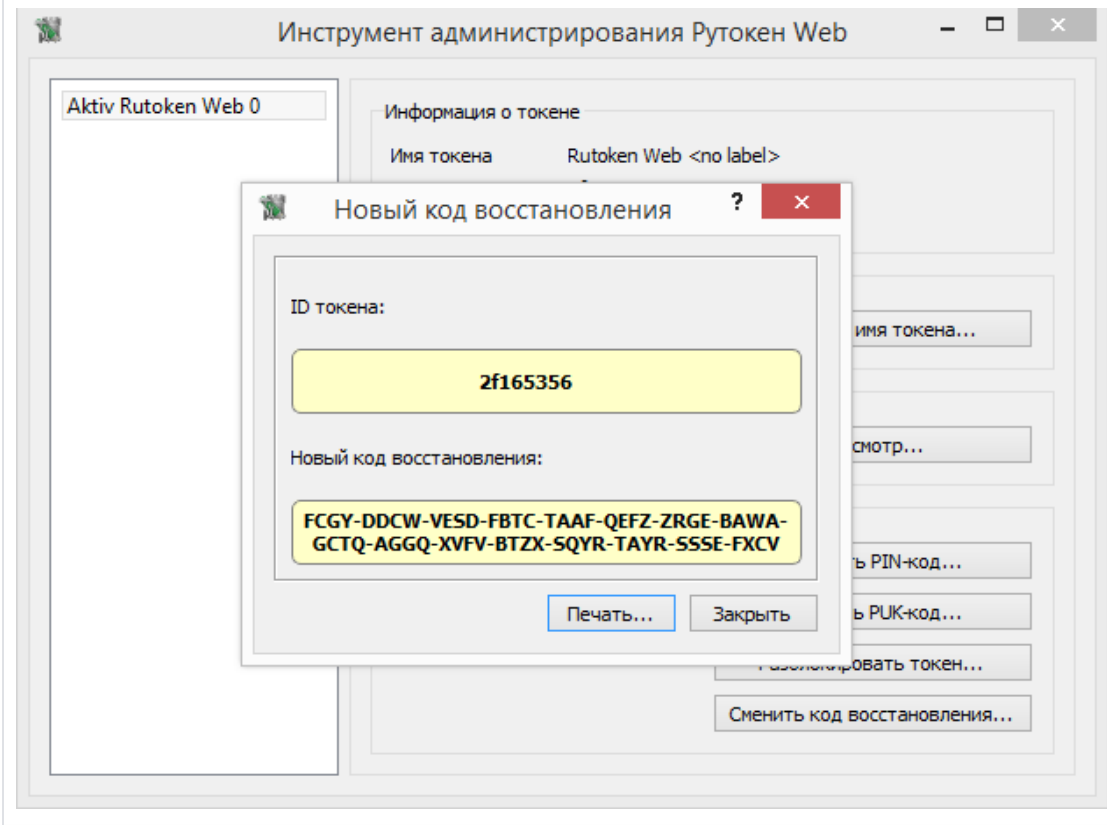 Инструмент администрирования Рутокен Web
Aktiv Rutoken Web 0
Информация о токене
Имя токена Rutoken Web <no label>
Новый код восстановления
?
ID токена:
2f165356
Новый код восстановления:
FCGY-DDCW-VESD-FBTC-TAAF-QEFZ-ZRGE-BAWA-
GCTQ-AGGQ-XVFV-BTZX-SQYR-TAYR-SSSE-FXCV
Печать...
Закрыть
имя токена...
смотр...
ь PIN-код...
ь PUK-код...
Разблокировать токен...
Сменить код восстановления...